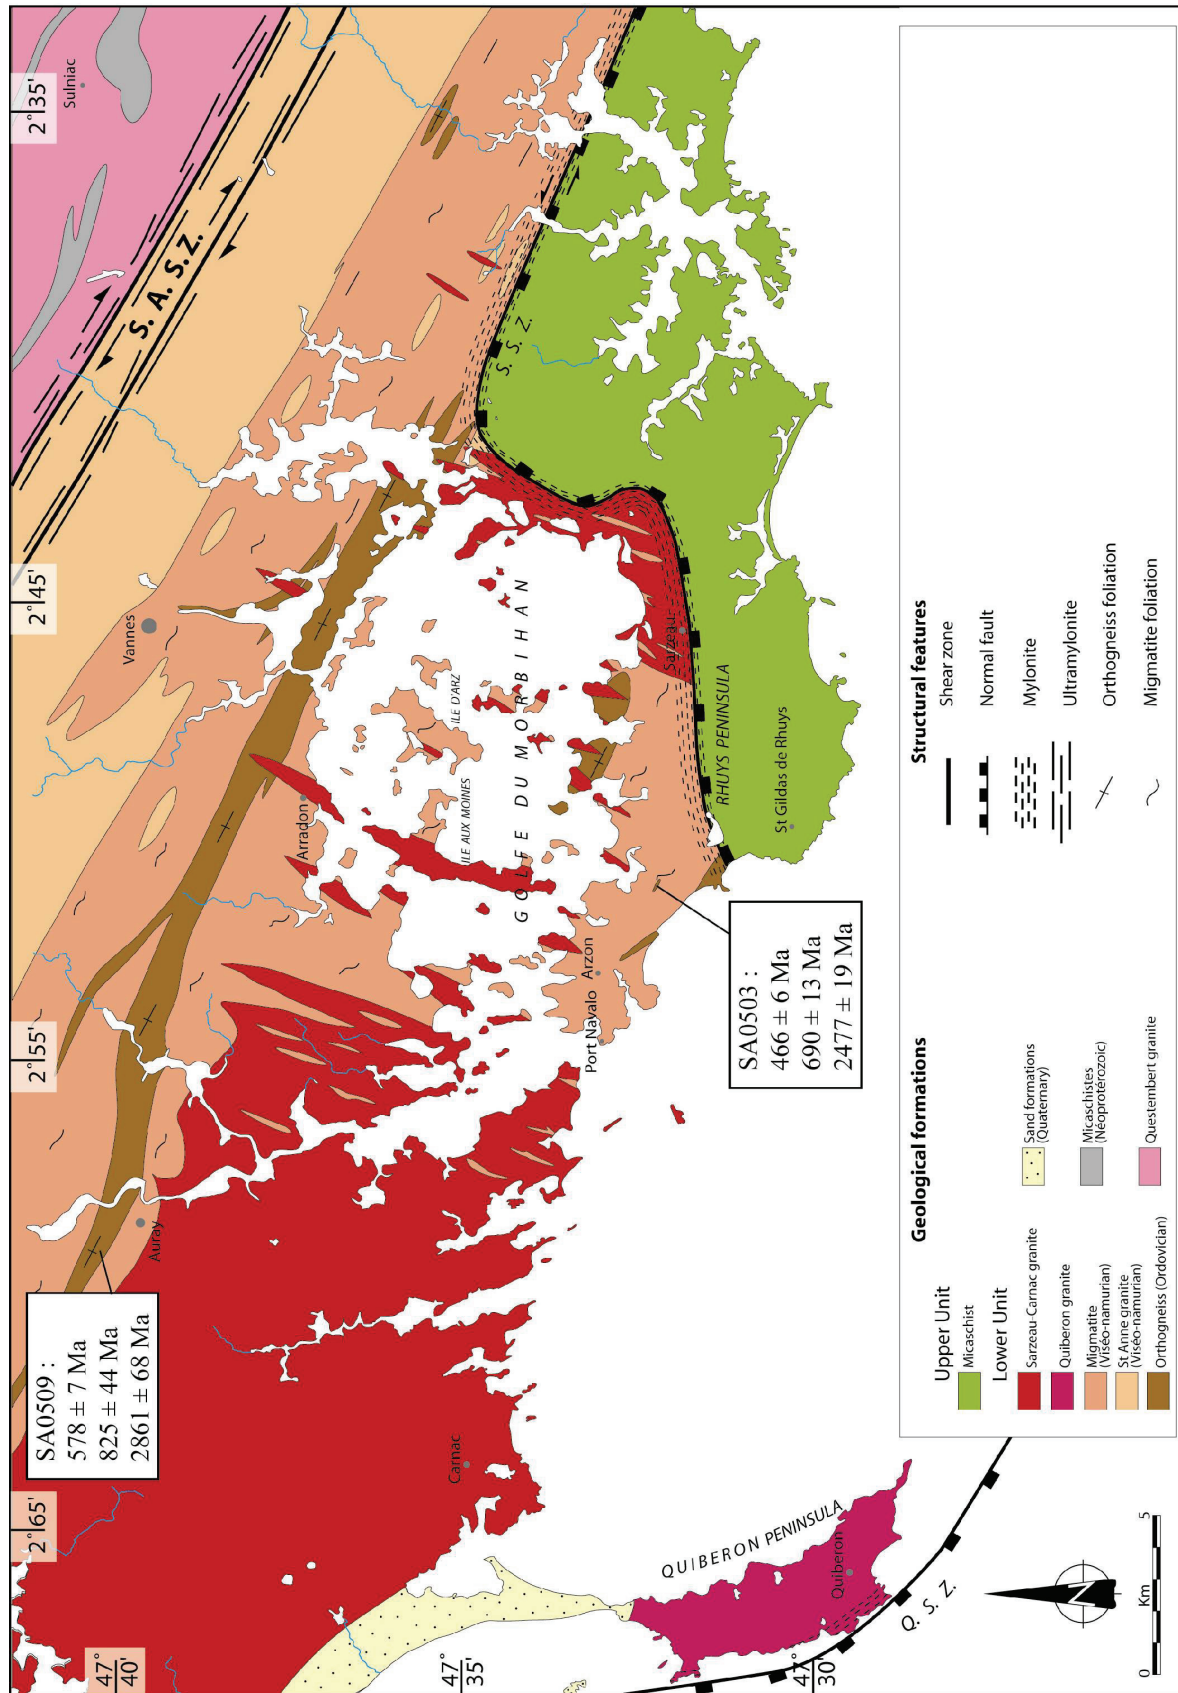 2°65'
2°55'
2°45'
2°35'
47°
40'
47°
35'
47°
30'
SA0509 :
578 ± 7 Ma
825 ± 44 Ma
2861 ± 68 Ma
SA0503 :
466 ± 6 Ma
690 ± 13 Ma
2477 ± 19 Ma
Sulniac
S. A. S. Z.
Vannes
Auray
Arradon
ILE D'ARZ
ILE AUX MOINES
GOLFE DU MORBIHAN
S. S. Z.
Carnac
Port Navalo
Arzon
Sarzeau
RHUYS PENINSULA
St Gildas de Rhuys
QUIBERON PENINSULA
Quiberon
Q. S. Z.
N
0
Km
5
Geological formations
Upper Unit
Micaschist
Lower Unit
Sarzeau-Carnac granite
Quiberon granite
Migmatite
(Viséo-namurian)
St Anne granite
(Viséo-namurian)
Orthogneiss (Ordovician)
Sand formations
(Quaternary)
Micaschistes
(Néoprotérozoic)
Questembert granite
Structural features
Shear zone
Normal fault
Mylonite
Ultramylonite
Orthogneiss foliation
Migmatite foliation